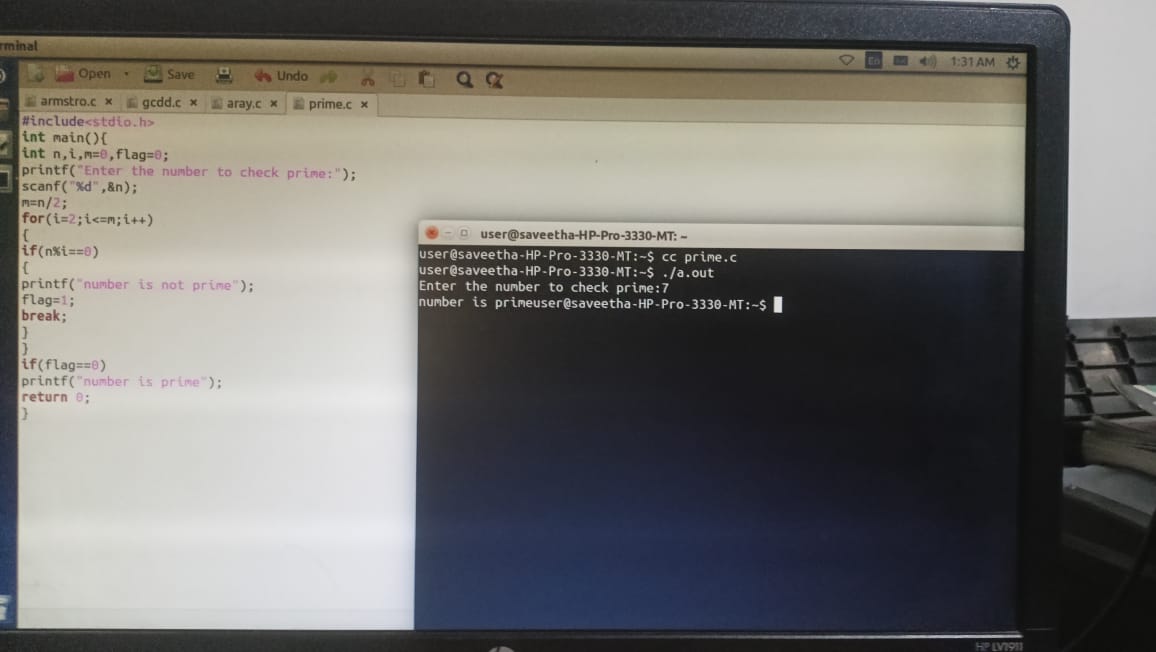 rminal
En
1:31 AM
Open
Save
Undo
armstro.c × gcdd.c × aray.c × prime.c ×
#include<stdio.h>
int main(){
int n,i,m=0,flag=0;
printf("Enter the number to check prime:");
scanf("%d",&n);
m=n/2;
for(i=2;i<=m;i++)
{
if(n%i==0)
{
printf("number is not prime");
flag=1;
break;
}
}
if(flag==0)
printf("number is prime");
return 0;
}
user@saveetha-HP-Pro-3330-MT: ~
user@saveetha-HP-Pro-3330-MT:~$ cc prime.c
user@saveetha-HP-Pro-3330-MT:~$ ./a.out
Enter the number to check prime:7
number is primeuser@saveetha-HP-Pro-3330-MT:~$
HP LV1911